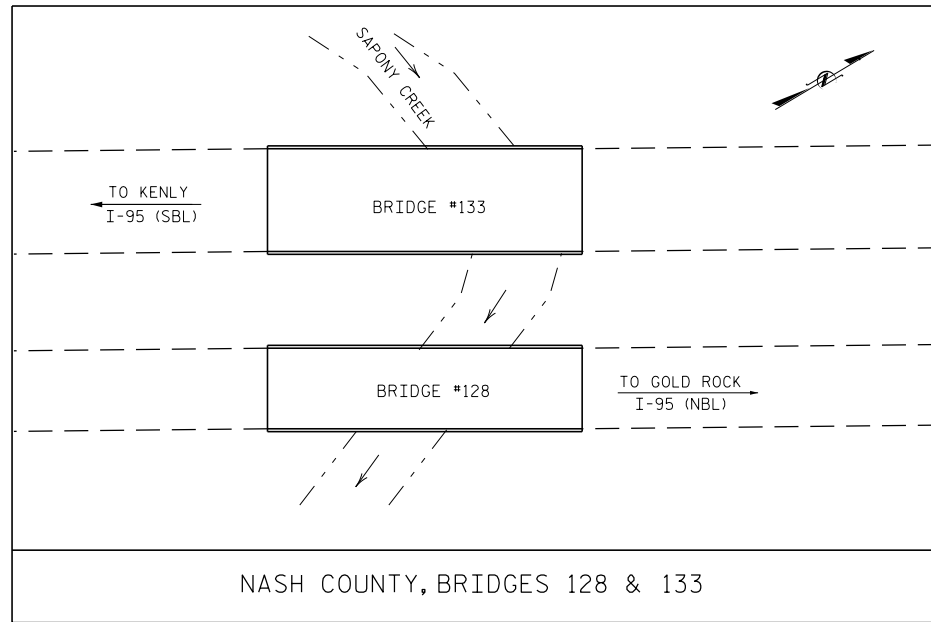 SAPONY CREEK
BRIDGE #133
TO KENLY
I-95 (SBL)
BRIDGE #128
TO GOLD ROCK
I-95 (NBL)
NASH COUNTY, BRIDGES 128 & 133